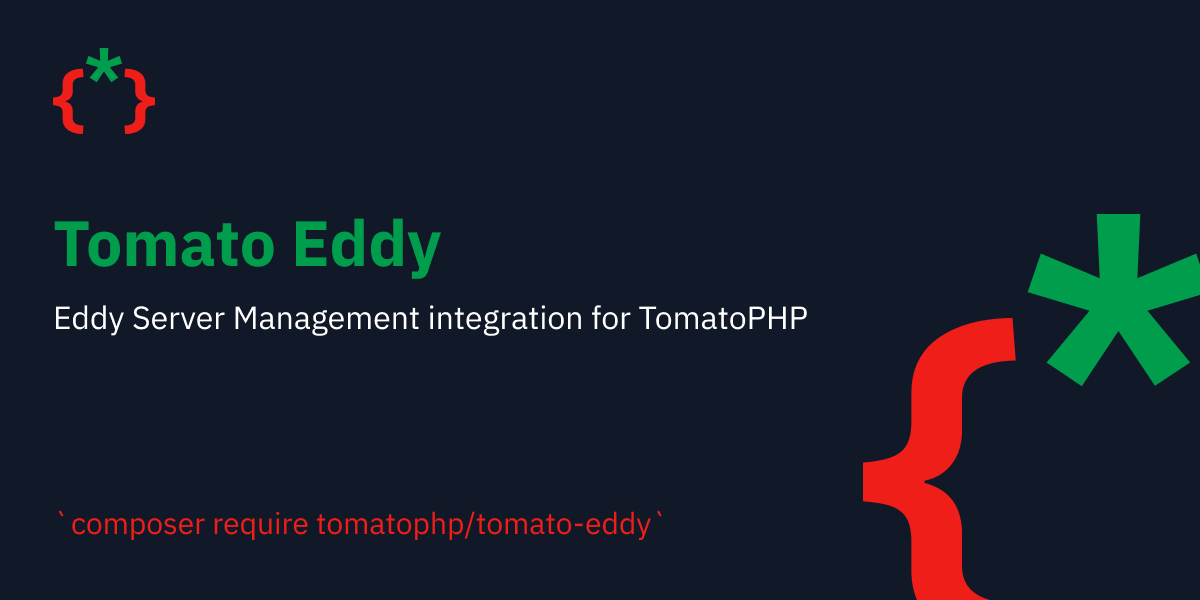 {*}
Tomato Eddy
Eddy Server Management integration for TomatoPHP
`composer require tomatophp/tomato-eddy`